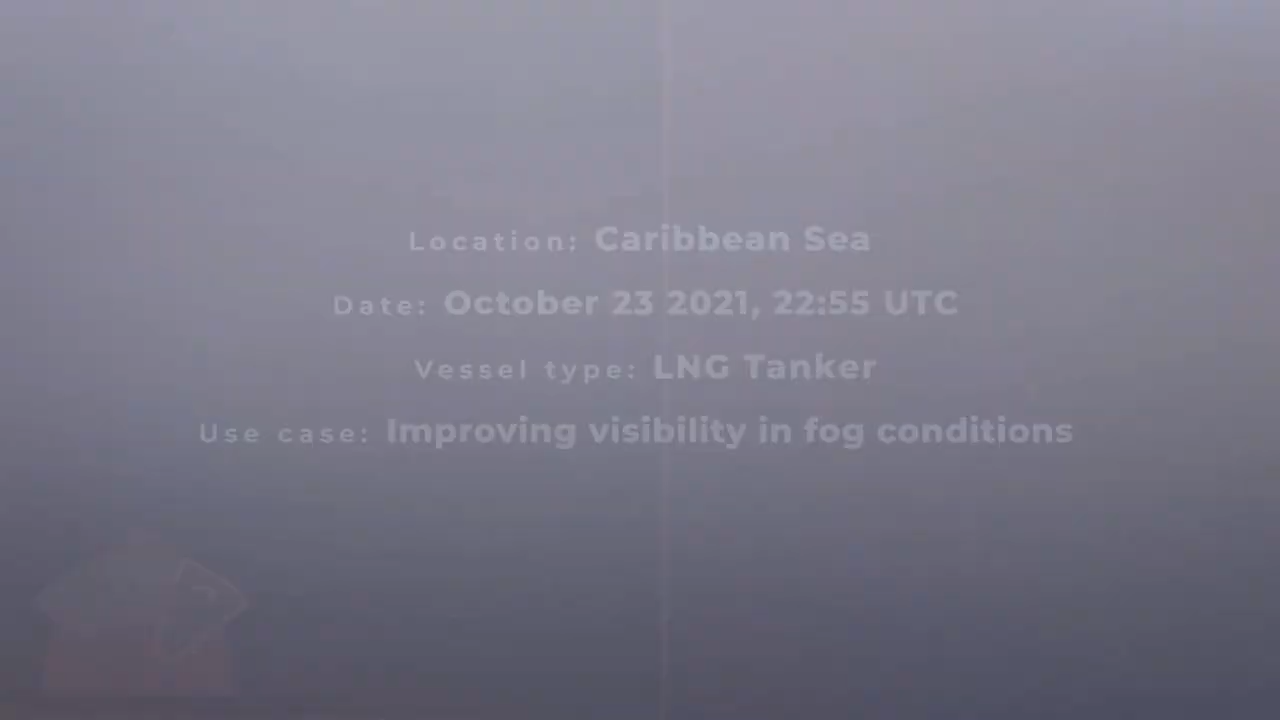 Location: Caribbean Sea
Date: October 23 2021, 22:55 UTC
Vessel type: LNG Tanker
Use case: Improving visibility in fog conditions